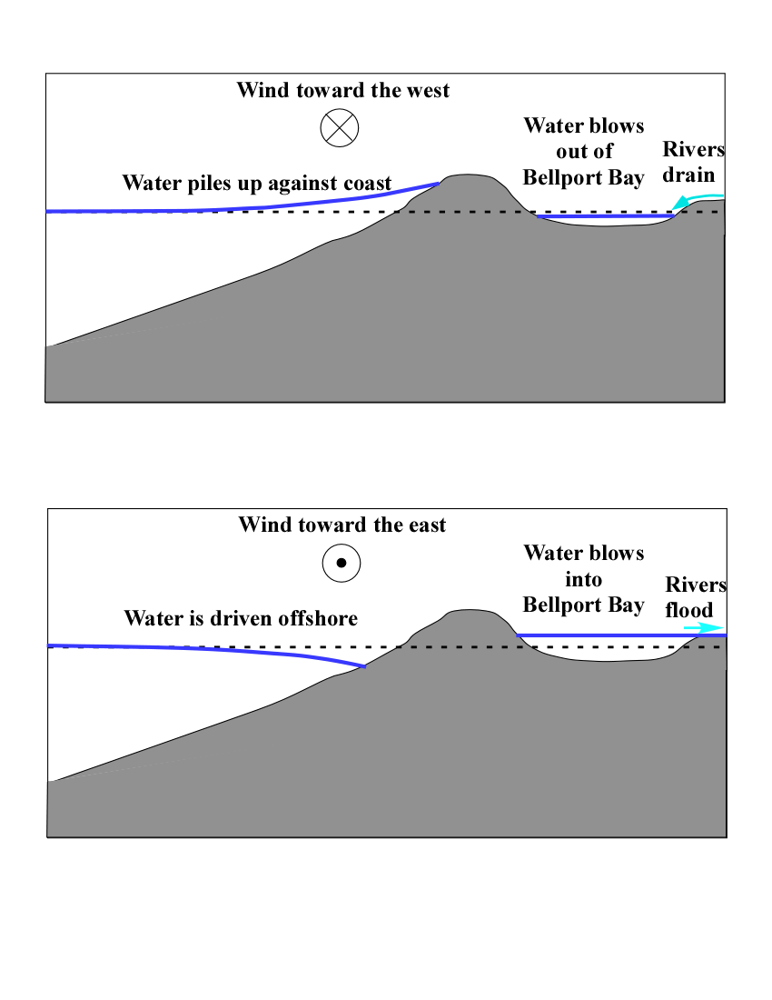 Wind toward the west
Water blows
out of
Bellport Bay
Rivers
drain
Water piles up against coast
Wind toward the east
Water blows
into
Bellport Bay
Rivers
flood
Water is driven offshore